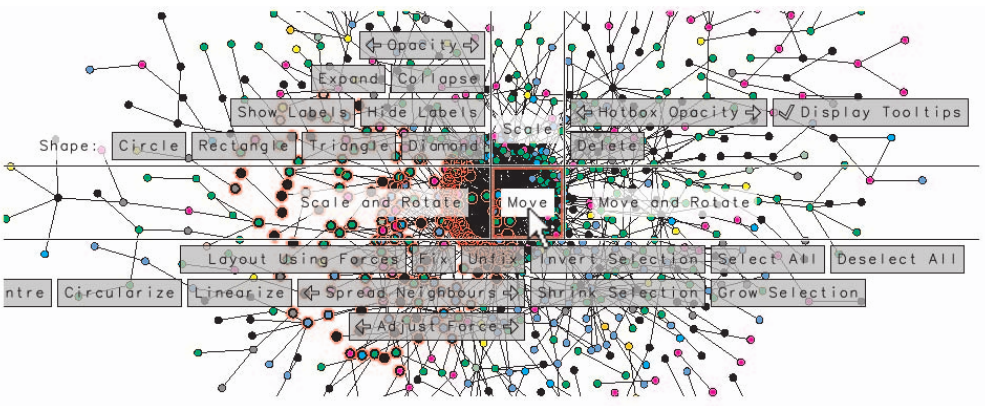 ⇦ Opacity ⇨
Expand Collapse
Show Labels Hide Labels ⇦ Hotbox Opacity ⇨ ✓ Display Tooltips
Scale
Shape: Circle Rectangle Triangle Diamond Delete
Scale and Rotate Move Move and Rotate
Layout Using Forces Fix Unfix Invert Selection Select All Deselect All
ntre Circularize Linearize ⇦ Spread Neighbours ⇨ Shrink Selection Grow Selection
⇦ Adjust Force ⇨